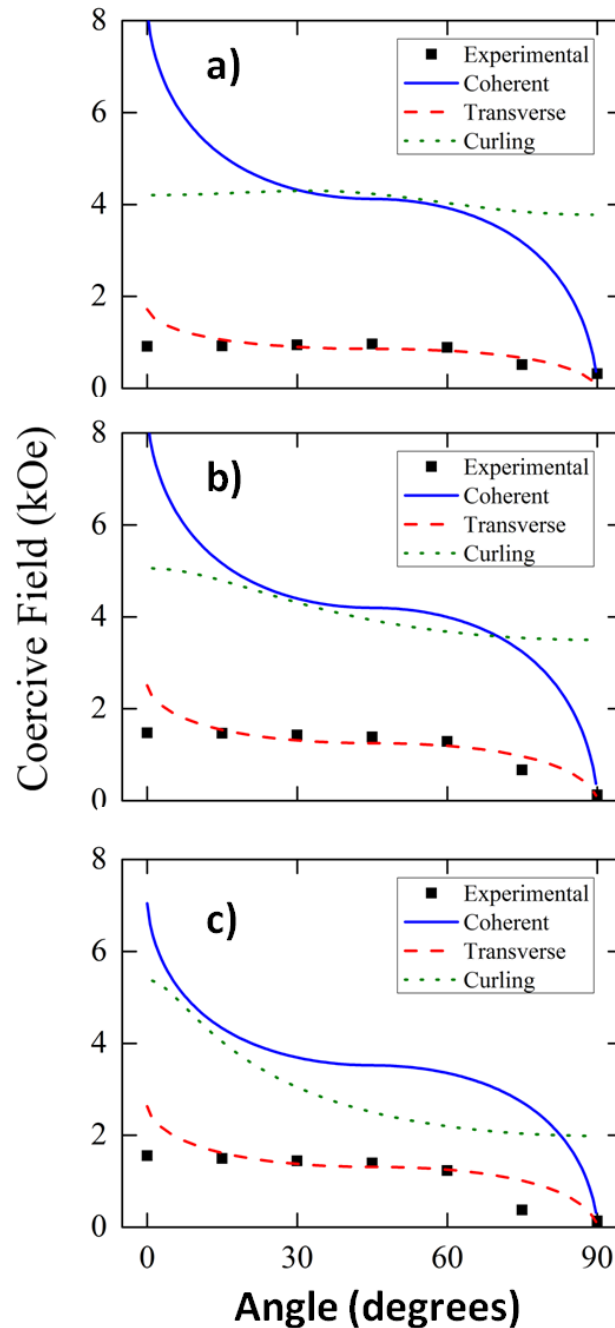 8
6
4
2
0
a)
Experimental
Coherent
Transverse
Curling
8
6
4
2
0
b)
Experimental
Coherent
Transverse
Curling
Coercive Field (kOe)
8
6
4
2
0
c)
Experimental
Coherent
Transverse
Curling
0 30 60 90
Angle (degrees)